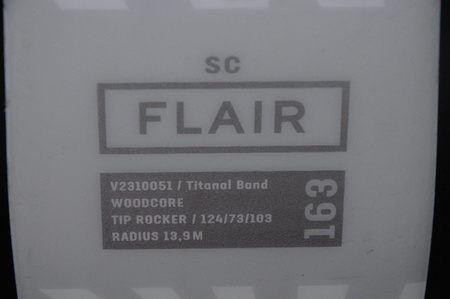 SC
FLAIR
V2310051 / Titanal Band
WOODCORE
TIP ROCKER / 124/73/103
RADIUS 13,9 M
163